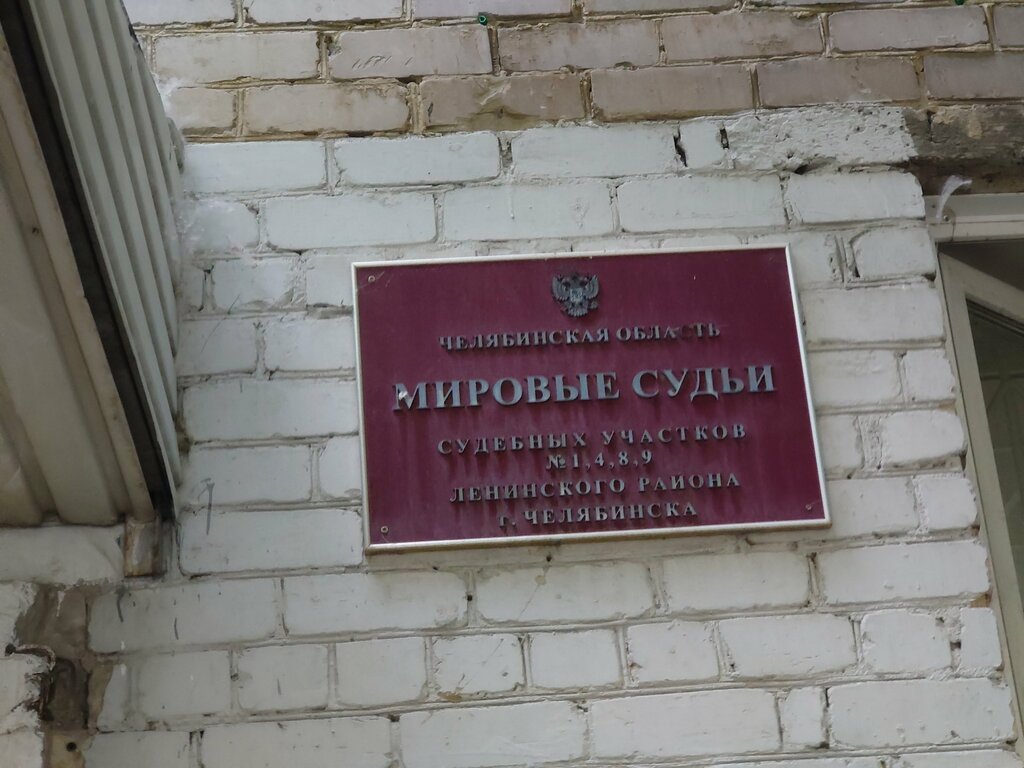 ЧЕЛЯБИНСКАЯ ОБЛАСТЬ
МИРОВЫЕ СУДЬИ
СУДЕБНЫХ УЧАСТКОВ
№1,4,8,9
ЛЕНИНСКОГО РАЙОНА
г. ЧЕЛЯБИНСКА